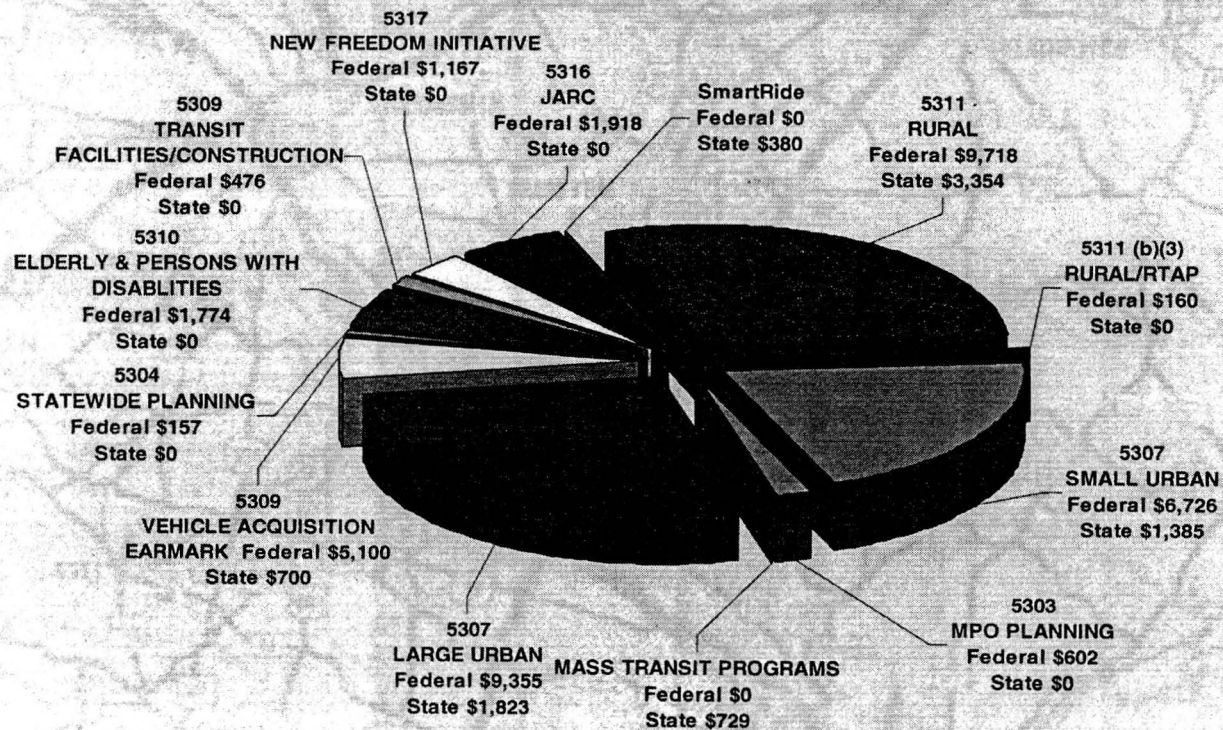 5317
NEW FREEDOM INITIATIVE
Federal $1,167
State $0
5316
JARC
Federal $1,918
State $0
SmartRide
Federal $0
State $380
5311
RURAL
Federal $9,718
State $3,354
5309
TRANSIT
FACILITIES/CONSTRUCTION
Federal $476
State $0
5311 (b)(3)
RURAL/RTAP
Federal $160
State $0
5310
ELDERLY & PERSONS WITH
DISABLITIES
Federal $1,774
State $0
5304
STATEWIDE PLANNING
Federal $157
State $0
5307
SMALL URBAN
Federal $6,726
State $1,385
5309
VEHICLE ACQUISITION
EARMARK Federal $5,100
State $700
5303
MPO PLANNING
Federal $602
State $0
5307
LARGE URBAN
Federal $9,355
State $1,823
MASS TRANSIT PROGRAMS
Federal $0
State $729